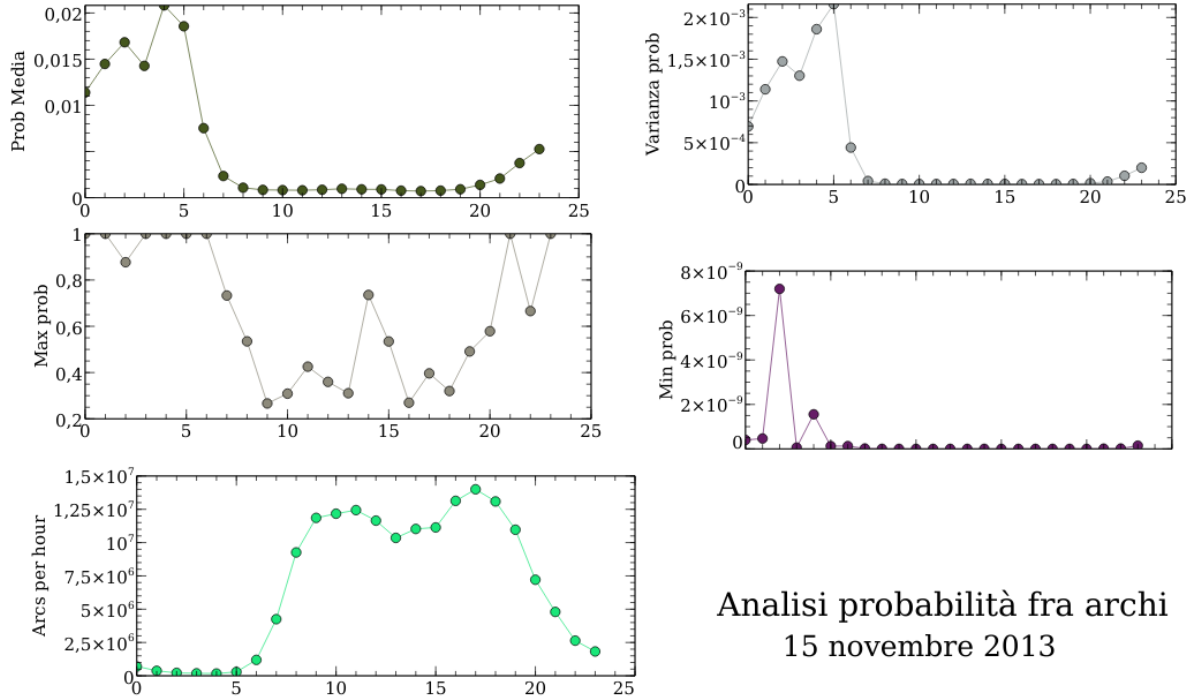 Prob Media
0,02
0,015
0,01
0
0 5 10 15 20 25
Varianza prob
2×10⁻³
1,5×10⁻³
10⁻³
5×10⁻⁴
0
0 5 10 15 20 25
Max prob
1
0,8
0,6
0,4
0,2
0 5 10 15 20 25
Min prob
8×10⁻⁹
6×10⁻⁹
4×10⁻⁹
2×10⁻⁹
0
Arcs per hour
1,5×10⁷
1,25×10⁷
10⁷
7,5×10⁶
5×10⁶
2,5×10⁶
0
0 5 10 15 20 25
Analisi probabilità fra archi
15 novembre 2013